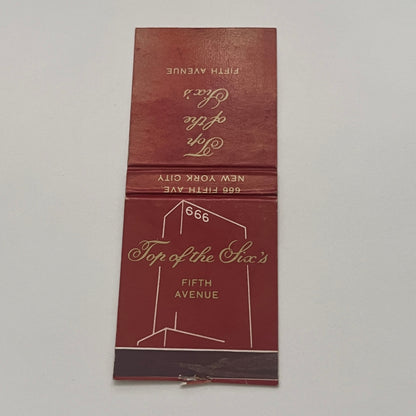 FIFTH AVENUE
Top
of the
Six's
666 FIFTH AVE
NEW YORK CITY
666
Top of the Six's
FIFTH
AVENUE